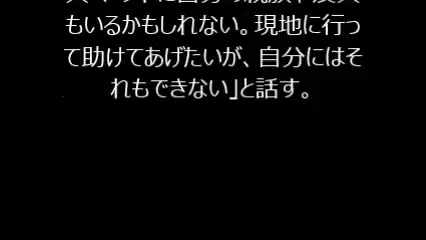 もいるかもしれない。現地に行っ
て助けてあげたいが、自分にはそ
れもできない」と話す。